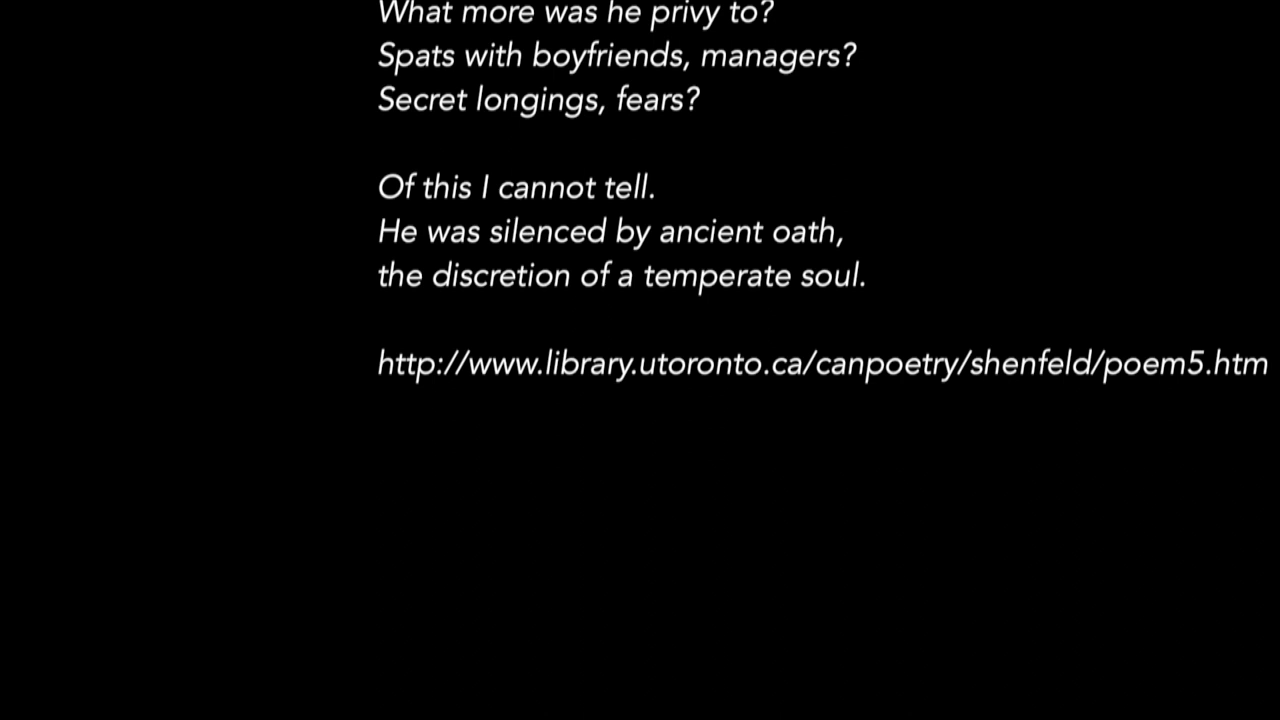 What more was he privy to?
Spats with boyfriends, managers?
Secret longings, fears?
Of this I cannot tell.
He was silenced by ancient oath,
the discretion of a temperate soul.
http://www.library.utoronto.ca/canpoetry/shenfeld/poem5.htm